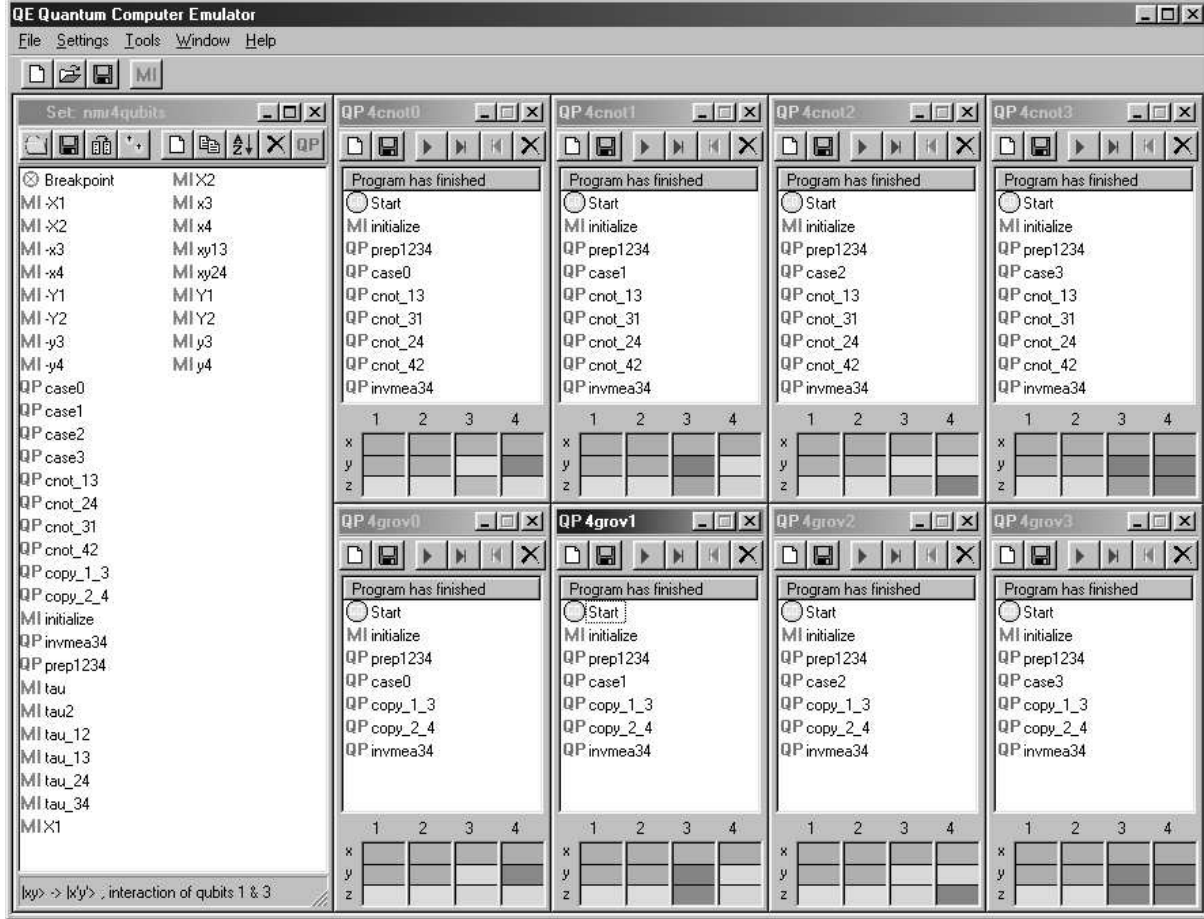 QE Quantum Computer Emulator
File Settings Tools Window Help
MI
Set: nmr4qubits
QP
Breakpoint
MI -X1
MI -X2
MI -x3
MI -x4
MI -Y1
MI -Y2
MI -y3
MI -y4
QP case0
QP case1
QP case2
QP case3
QP cnot_13
QP cnot_24
QP cnot_31
QP cnot_42
QP copy_1_3
QP copy_2_4
MI initialize
QP invmea34
QP prep1234
MI tau
MI tau2
MI tau_12
MI tau_13
MI tau_24
MI tau_34
MI X1
MI X2
MI x3
MI x4
MI xy13
MI xy24
MI Y1
MI Y2
MI y3
MI y4
|xy> -> |x'y'> , interaction of qubits 1 & 3
QP 4cnot0
Program has finished
Start
MI initialize
QP prep1234
QP case0
QP cnot_13
QP cnot_31
QP cnot_24
QP cnot_42
QP invmea34
1 2 3 4
x
y
z
QP 4cnot1
Program has finished
Start
MI initialize
QP prep1234
QP case1
QP cnot_13
QP cnot_31
QP cnot_24
QP cnot_42
QP invmea34
1 2 3 4
x
y
z
QP 4cnot2
Program has finished
Start
MI initialize
QP prep1234
QP case2
QP cnot_13
QP cnot_31
QP cnot_24
QP cnot_42
QP invmea34
1 2 3 4
x
y
z
QP 4cnot3
Program has finished
Start
MI initialize
QP prep1234
QP case3
QP cnot_13
QP cnot_31
QP cnot_24
QP cnot_42
QP invmea34
1 2 3 4
x
y
z
QP 4grov0
Program has finished
Start
MI initialize
QP prep1234
QP case0
QP copy_1_3
QP copy_2_4
QP invmea34
1 2 3 4
x
y
z
QP 4grov1
Program has finished
Start
MI initialize
QP prep1234
QP case1
QP copy_1_3
QP copy_2_4
QP invmea34
1 2 3 4
x
y
z
QP 4grov2
Program has finished
Start
MI initialize
QP prep1234
QP case2
QP copy_1_3
QP copy_2_4
QP invmea34
1 2 3 4
x
y
z
QP 4grov3
Program has finished
Start
MI initialize
QP prep1234
QP case3
QP copy_1_3
QP copy_2_4
QP invmea34
1 2 3 4
x
y
z